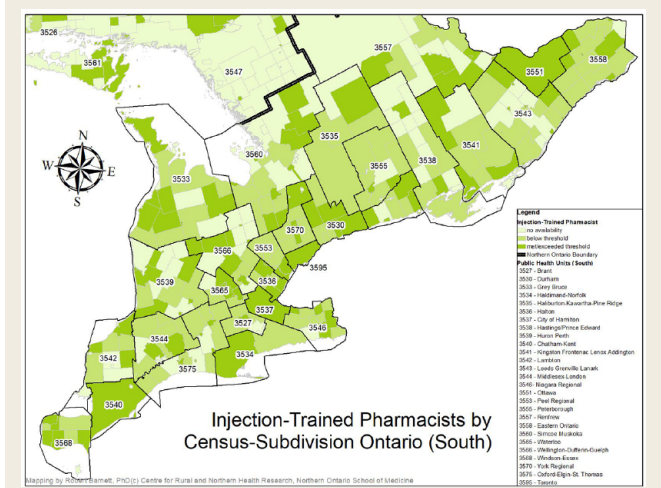 3526
3561
3547
3557
3551
3558
3543
N
W
E
S
3535
3560
3533
3555
3538
3541
3570
3530
3566
3553
3595
3539
3565
3536
3537
3527
3546
3544
3534
3542
3575
3540
3568
Injection-Trained Pharmacists by
Census-Subdivision Ontario (South)
Mapping by Robert Barnett, PhD(c) Centre for Rural and Northern Health Research, Northern Ontario School of Medicine
Legend
Injection-Trained Pharmacist
no availability
below threshold
met/exceeded threshold
Northern Ontario Boundary
Public Health Units (South)
3527 - Brant
3530 - Durham
3533 - Grey Bruce
3534 - Haldimand-Norfolk
3535 - Haliburton-Kawartha-Pine Ridge
3536 - Halton
3537 - City of Hamilton
3538 - Hastings/Prince Edward
3539 - Huron Perth
3540 - Chatham-Kent
3541 - Kingston Frontenac Lenox Addington
3542 - Lambton
3543 - Leeds Grenville Lanark
3544 - Middlesex-London
3546 - Niagara Regional
3551 - Ottawa
3553 - Peel Regional
3555 - Peterborough
3557 - Renfrew
3558 - Eastern Ontario
3560 - Simcoe Muskoka
3565 - Waterloo
3566 - Wellington-Dufferin-Guelph
3568 - Windsor-Essex
3570 - York Regional
3575 - Oxford-Elgin-St. Thomas
3595 - Toronto